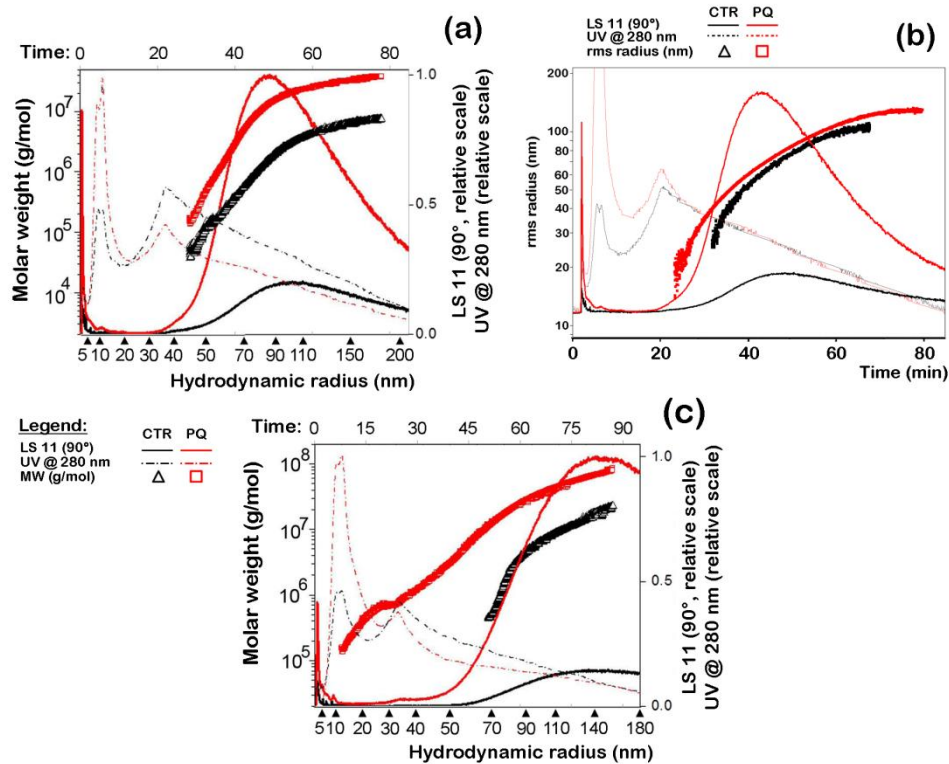 (a)
Time: 0 20 40 60 80
Molar weight (g/mol)
10⁷
10⁶
10⁵
10⁴
1.0
0.5
0.0
LS 11 (90°, relative scale)
UV @ 280 nm (relative scale)
5 10 20 30 40 50 70 90 110 150 200
Hydrodynamic radius (nm)
CTR PQ
LS 11 (90°)
UV @ 280 nm
rms radius (nm)
(b)
rms radius (nm)
200
100
90
80
70
60
50
40
30
20
10
0 20 40 60 80
Time (min)
Legend:
CTR PQ
LS 11 (90°)
UV @ 280 nm
MW (g/mol)
(c)
Time: 0 15 30 40 55 60 70 80 95
Molar weight (g/mol)
10⁸
10⁷
10⁶
10⁵
1.0
0.5
0.0
LS 11 (90°, relative scale)
UV @ 280 nm (relative scale)
5 10 20 30 40 50 70 90 110 140 180
Hydrodynamic radius (nm)